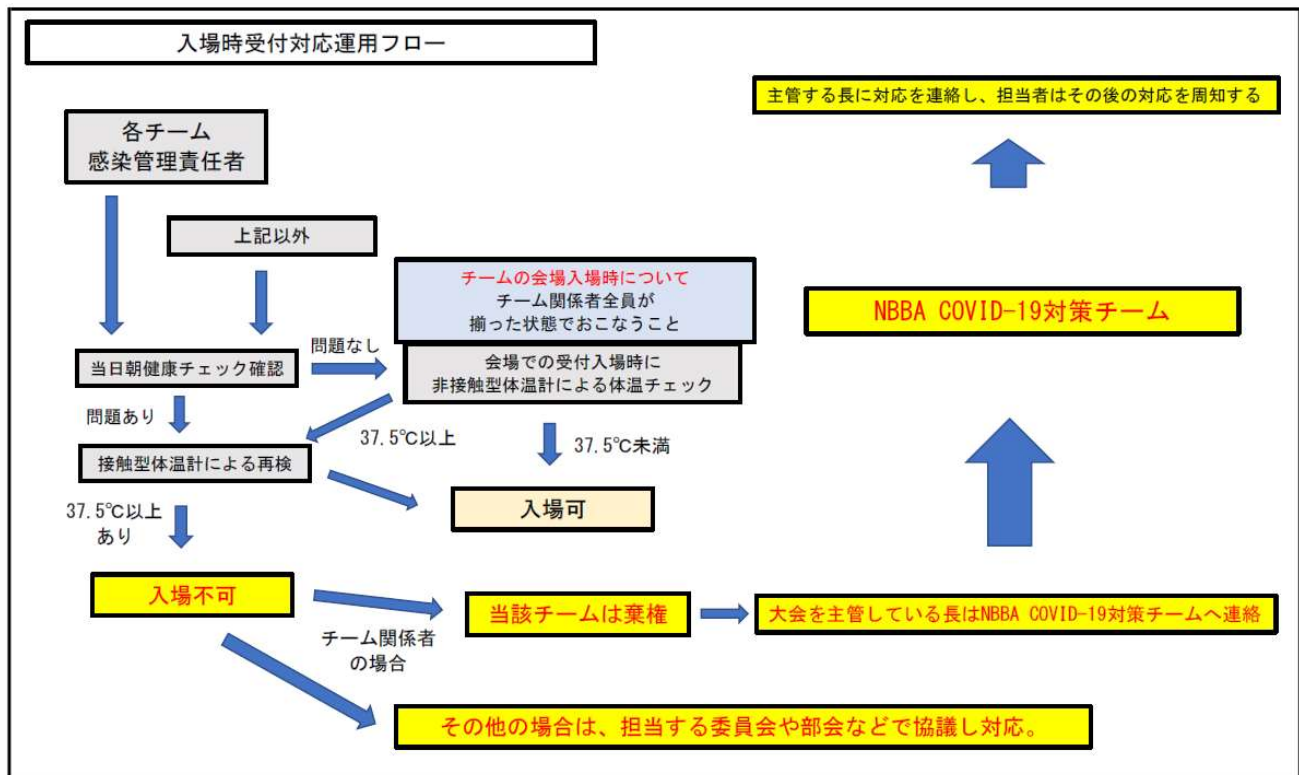 入場時受付対応運用フロー
主管する長に対応を連絡し、担当者はその後の対応を周知する
各チーム
感染管理責任者
上記以外
チームの会場入場時について
チーム関係者全員が
揃った状態でおこなうこと
NBBA COVID-19対策チーム
問題なし
当日朝健康チェック確認
会場での受付入場時に
非接触型体温計による体温チェック
問題あり
37.5℃以上
37.5℃未満
接触型体温計による再検
入場可
37.5℃以上
あり
入場不可
当該チームは棄権
大会を主管している長はNBBA COVID-19対策チームへ連絡
チーム関係者
の場合
その他の場合は、担当する委員会や部会などで協議し対応。